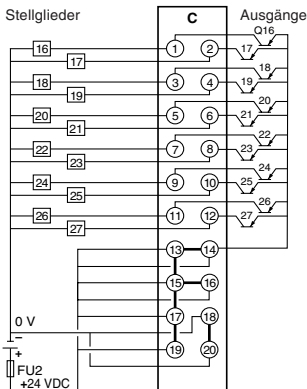 Stellglieder C Ausgänge
Q16
16 1 2 17
17
18
18 3 4 19
19
20
20 5 6 21
21
22
22 7 8 23
23
24
24 9 10 25
25
26
26 11 12 27
27
13 14
15 16
0 V 17 18
–
+ 19 20
FU2
+24 VDC